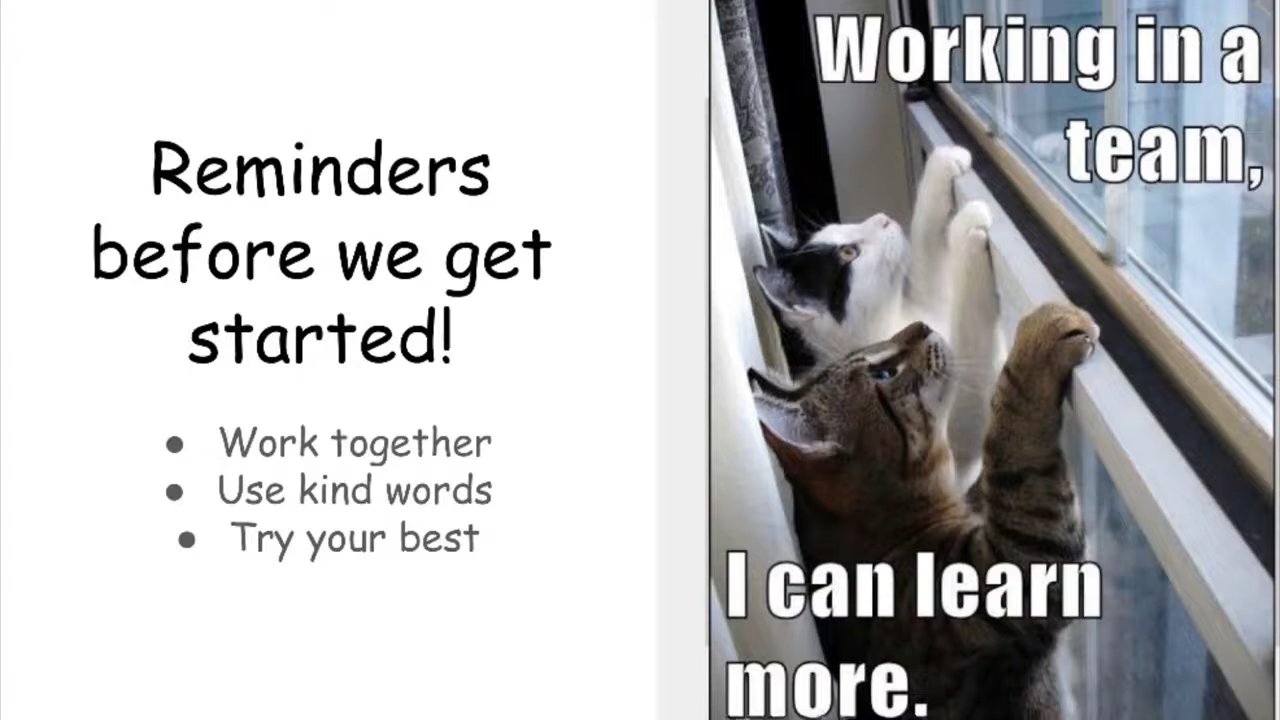 Reminders
before we get
started!
● Work together
● Use kind words
● Try your best
Working in a
team,
I can learn
more.